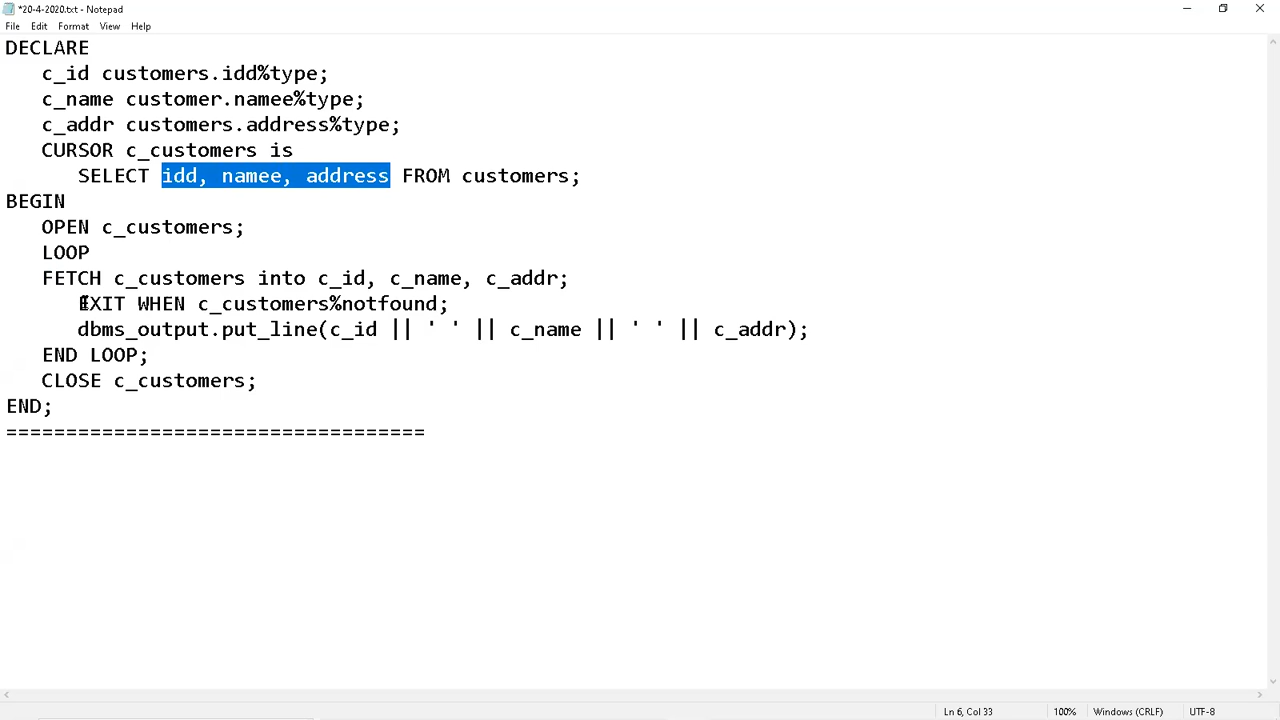 *20-4-2020.txt - Notepad
File Edit Format View Help
DECLARE
c_id customers.idd%type;
c_name customer.namee%type;
c_addr customers.address%type;
CURSOR c_customers is
SELECT idd, namee, address FROM customers;
BEGIN
OPEN c_customers;
LOOP
FETCH c_customers into c_id, c_name, c_addr;
EXIT WHEN c_customers%notfound;
dbms_output.put_line(c_id || ' ' || c_name || ' ' || c_addr);
END LOOP;
CLOSE c_customers;
END;
===================================
Ln 6, Col 33 100% Windows (CRLF) UTF-8